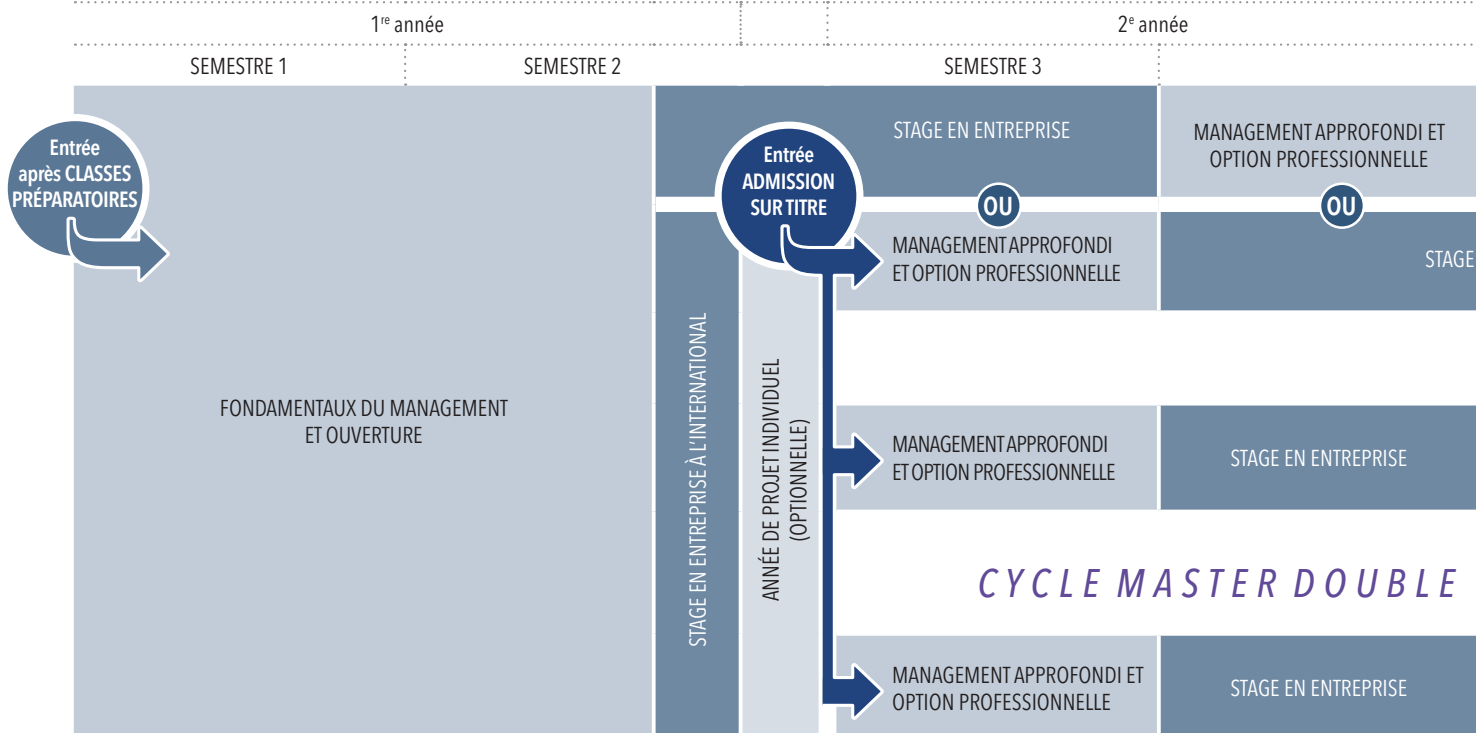 1re année
2e année
SEMESTRE 1
SEMESTRE 2
SEMESTRE 3
Entrée
après CLASSES
PRÉPARATOIRES
FONDAMENTAUX DU MANAGEMENT
ET OUVERTURE
STAGE EN ENTREPRISE À L'INTERNATIONAL
ANNÉE DE PROJET INDIVIDUEL
(OPTIONNELLE)
Entrée
ADMISSION
SUR TITRE
STAGE EN ENTREPRISE
OU
MANAGEMENT APPROFONDI
ET OPTION PROFESSIONNELLE
MANAGEMENT APPROFONDI ET
OPTION PROFESSIONNELLE
OU
STAGE
MANAGEMENT APPROFONDI
ET OPTION PROFESSIONNELLE
STAGE EN ENTREPRISE
CYCLE MASTER DOUBLE
MANAGEMENT APPROFONDI ET
OPTION PROFESSIONNELLE
STAGE EN ENTREPRISE